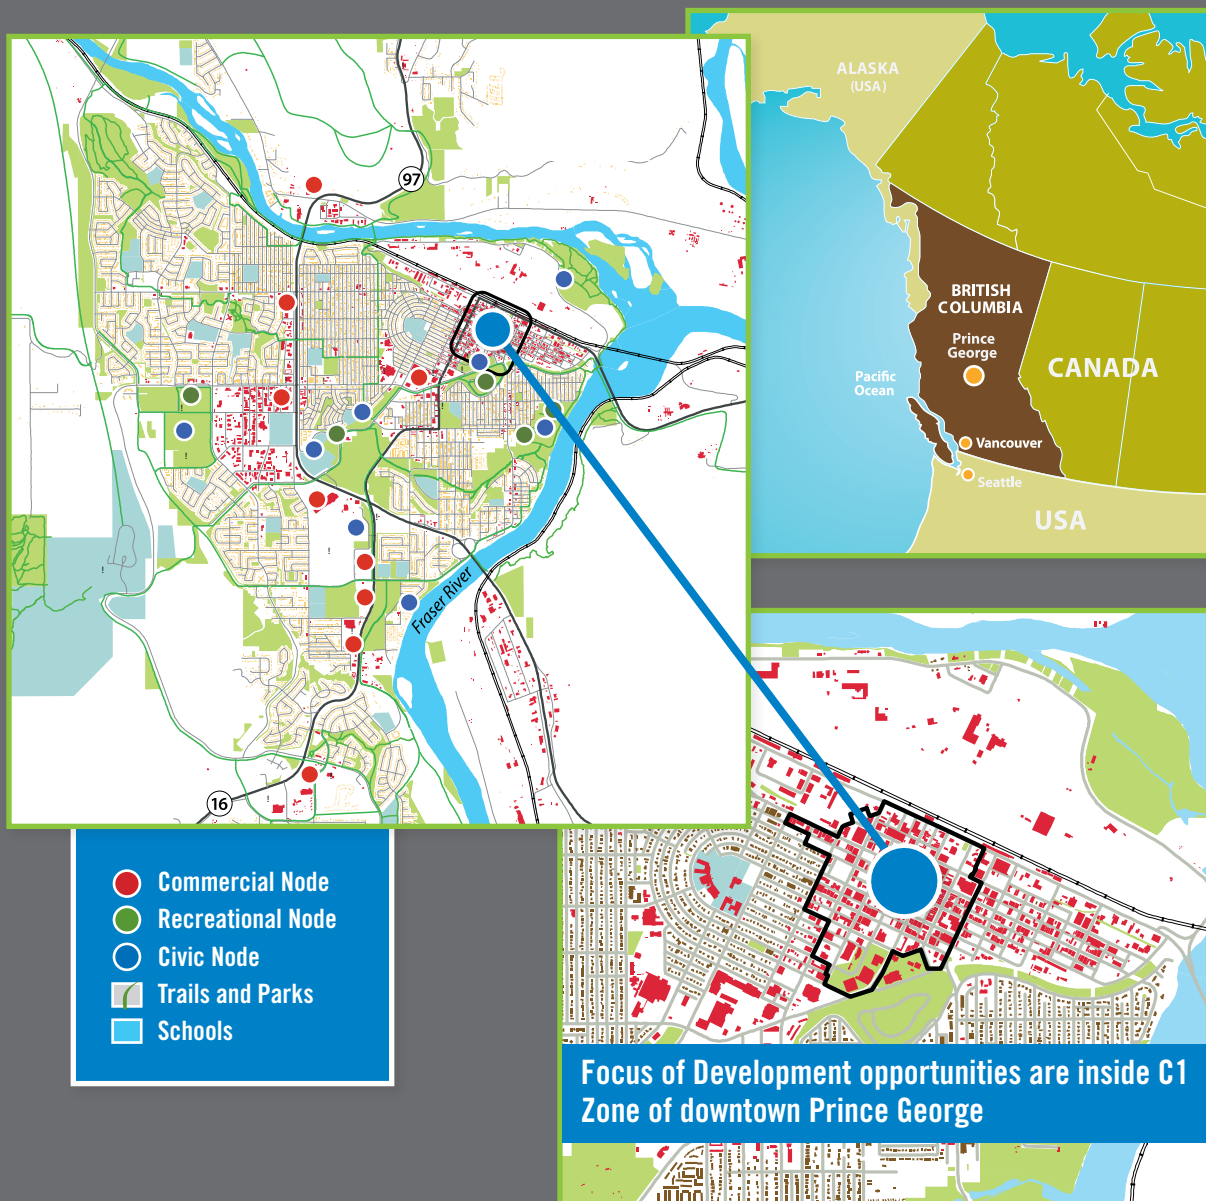 97
Fraser River
16
ALASKA
(USA)
BRITISH
COLUMBIA
Prince
George
CANADA
Pacific
Ocean
Vancouver
Seattle
USA
Commercial Node
Recreational Node
Civic Node
Trails and Parks
Schools
Focus of Development opportunities are inside C1
Zone of downtown Prince George